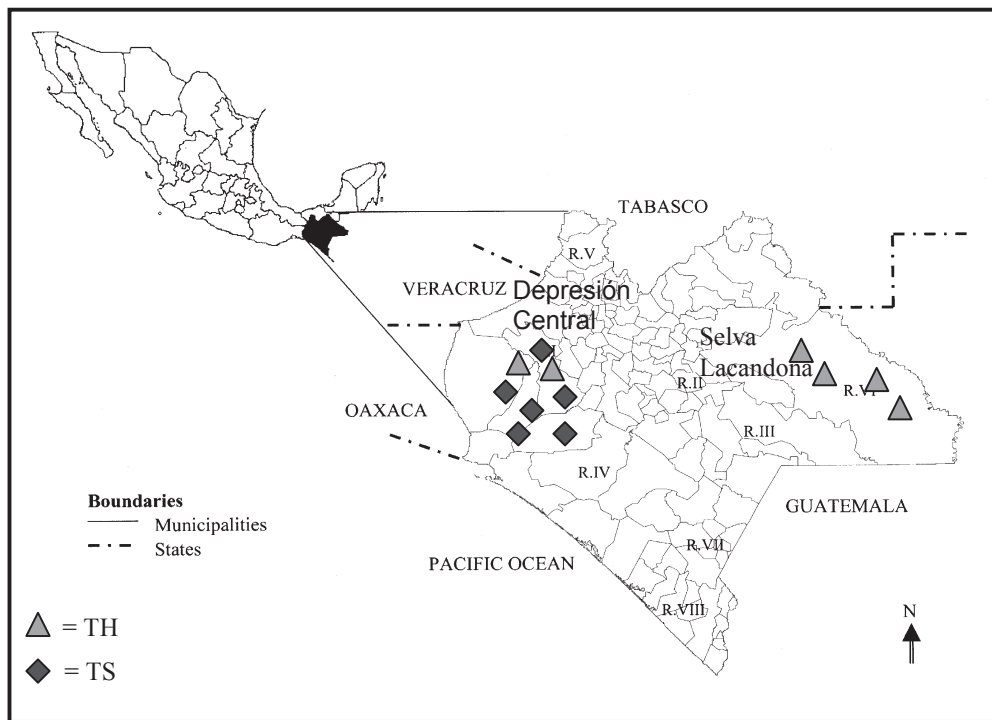 TABASCO
R.V
VERACRUZ
Depresión
Central
Selva
Lacandona
R.II
R.VI
OAXACA
R.III
R.IV
GUATEMALA
Boundaries
Municipalities
States
R.VII
PACIFIC OCEAN
R.VIII
N
= TH
= TS